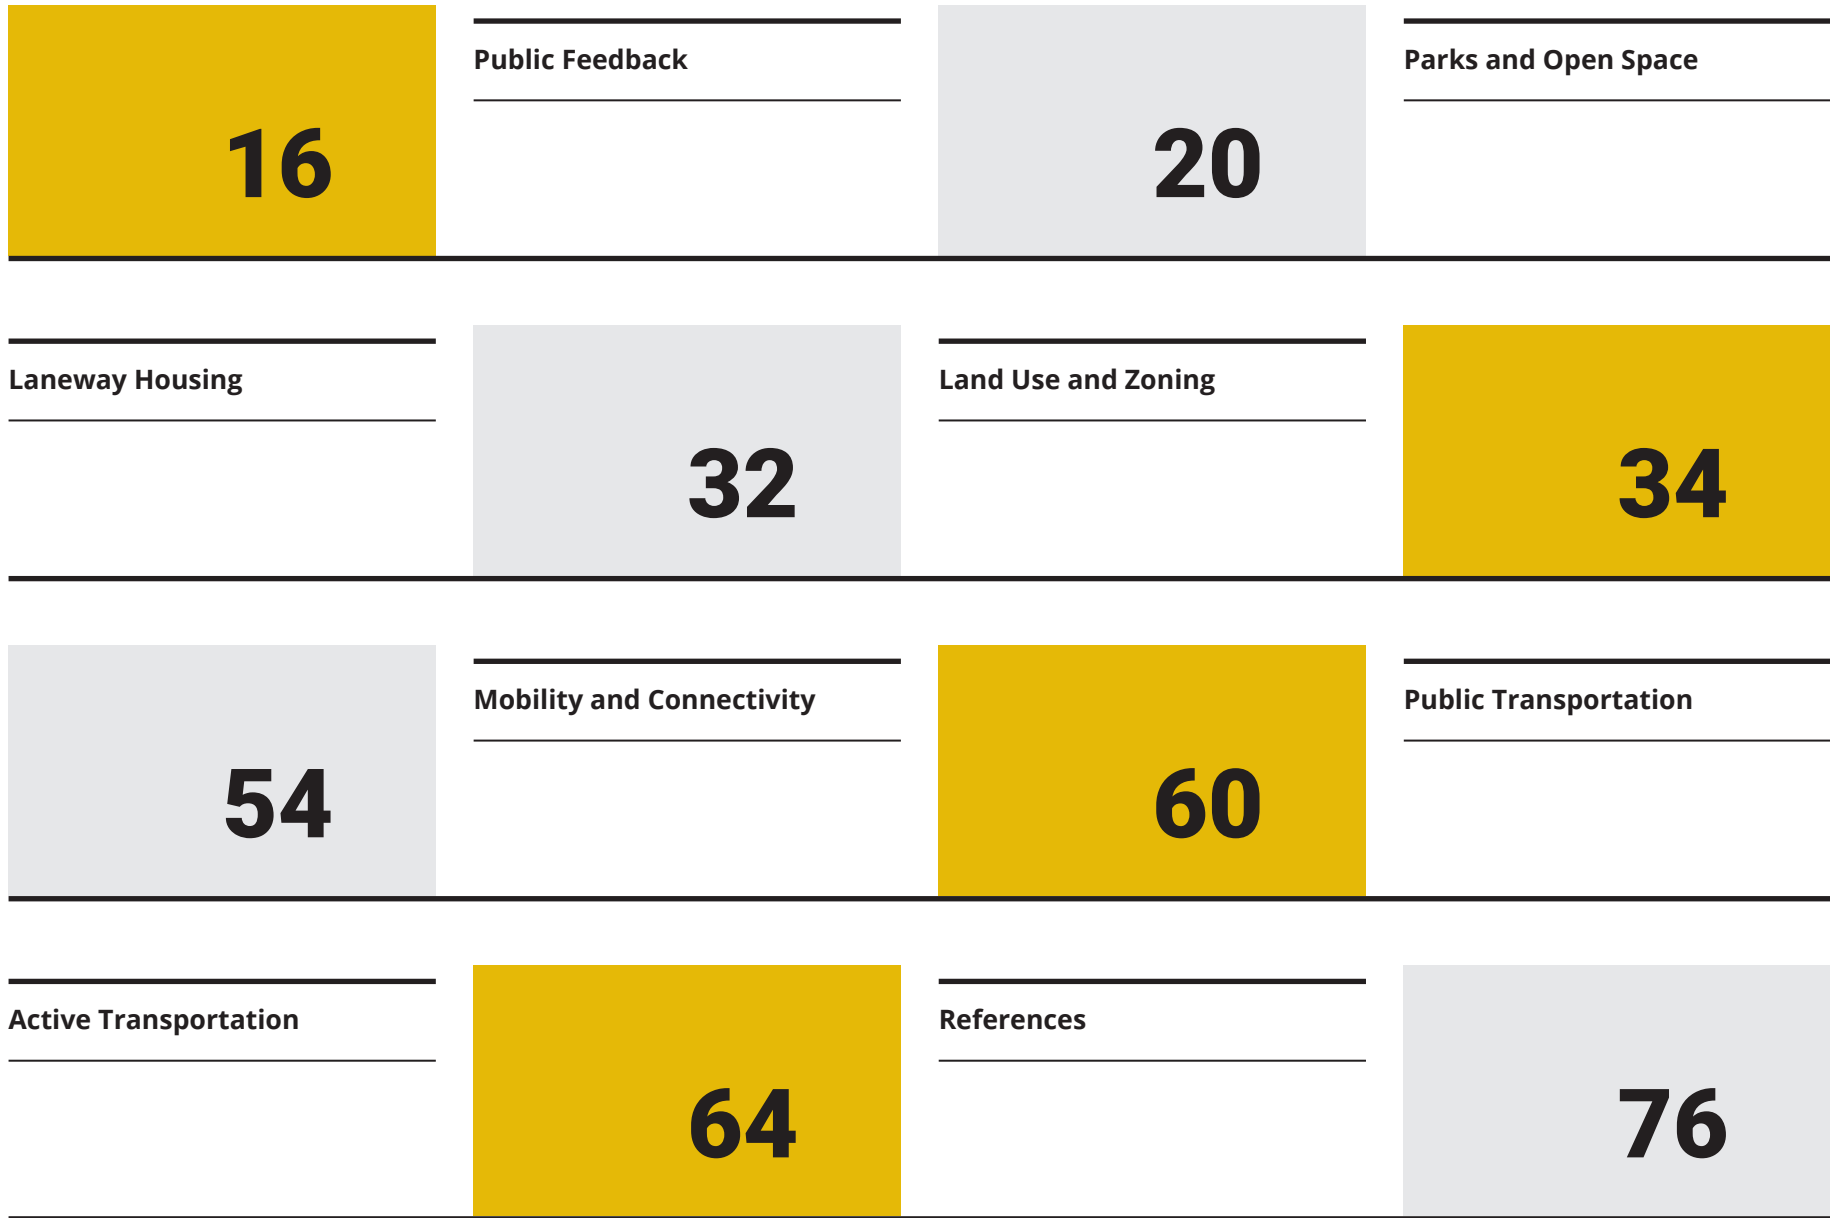 16
Public Feedback
20
Parks and Open Space
Laneway Housing
32
Land Use and Zoning
34
54
Mobility and Connectivity
60
Public Transportation
Active Transportation
64
References
76